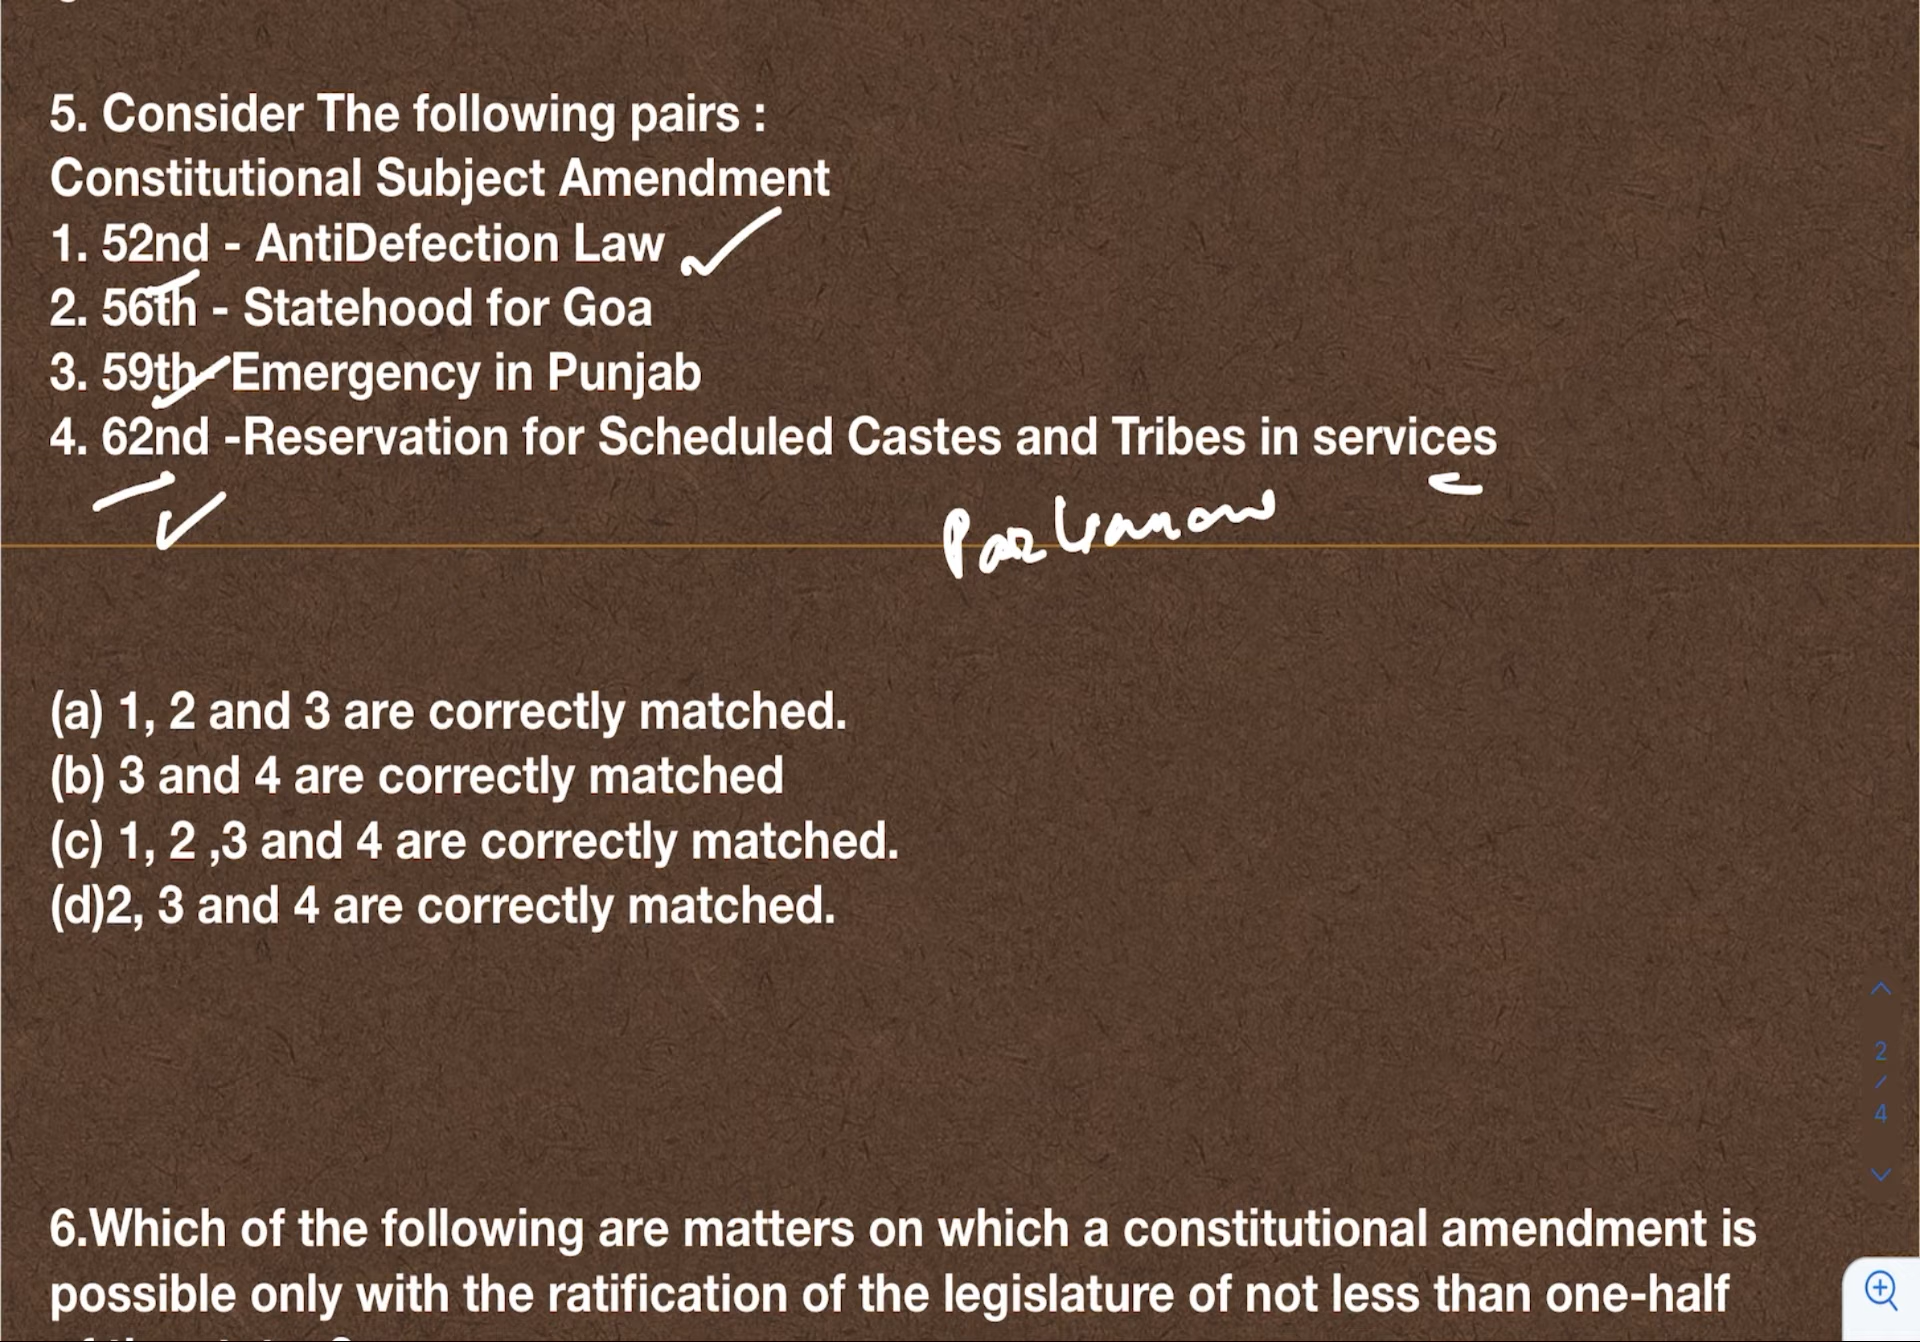 5. Consider The following pairs :
Constitutional Subject Amendment
1. 52nd - AntiDefection Law
2. 56th - Statehood for Goa
3. 59th- Emergency in Punjab
4. 62nd -Reservation for Scheduled Castes and Tribes in services
(a) 1, 2 and 3 are correctly matched.
(b) 3 and 4 are correctly matched
(c) 1, 2 ,3 and 4 are correctly matched.
(d)2, 3 and 4 are correctly matched.
2
/
4
6.Which of the following are matters on which a constitutional amendment is
possible only with the ratification of the legislature of not less than one-half